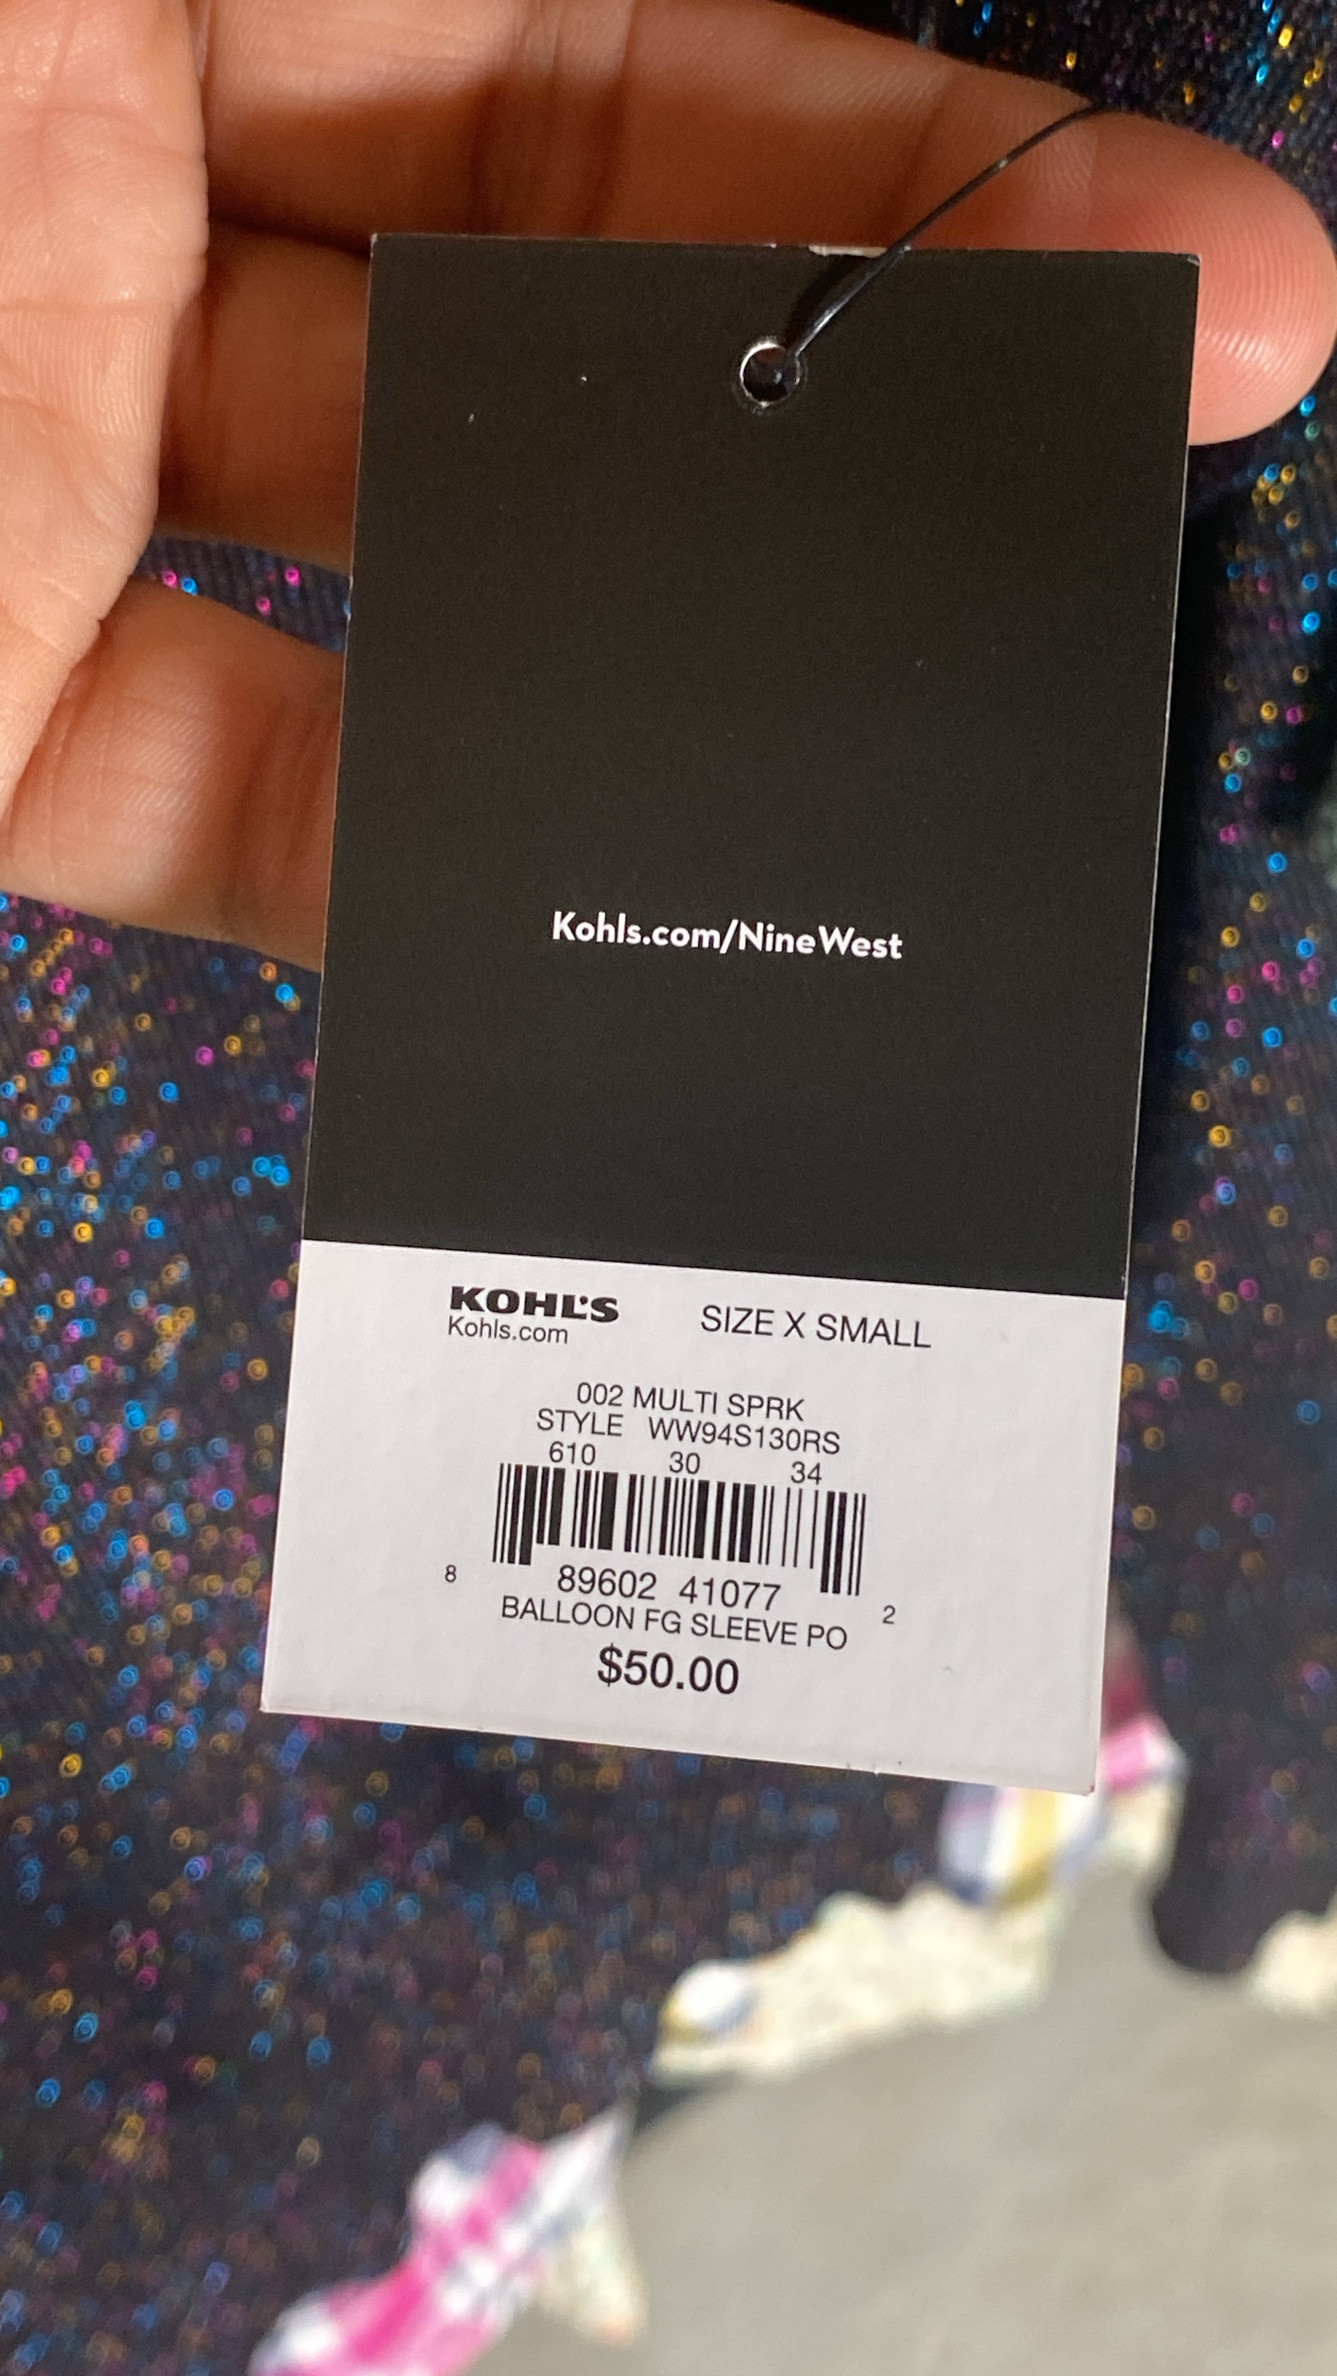 Kohls.com/NineWest
KOHL'S SIZE X SMALL
Kohls.com
002 MULTI SPRK
STYLE WW94S130RS
610 30 34
8 89602 41077 2
BALLOON FG SLEEVE PO
$50.00